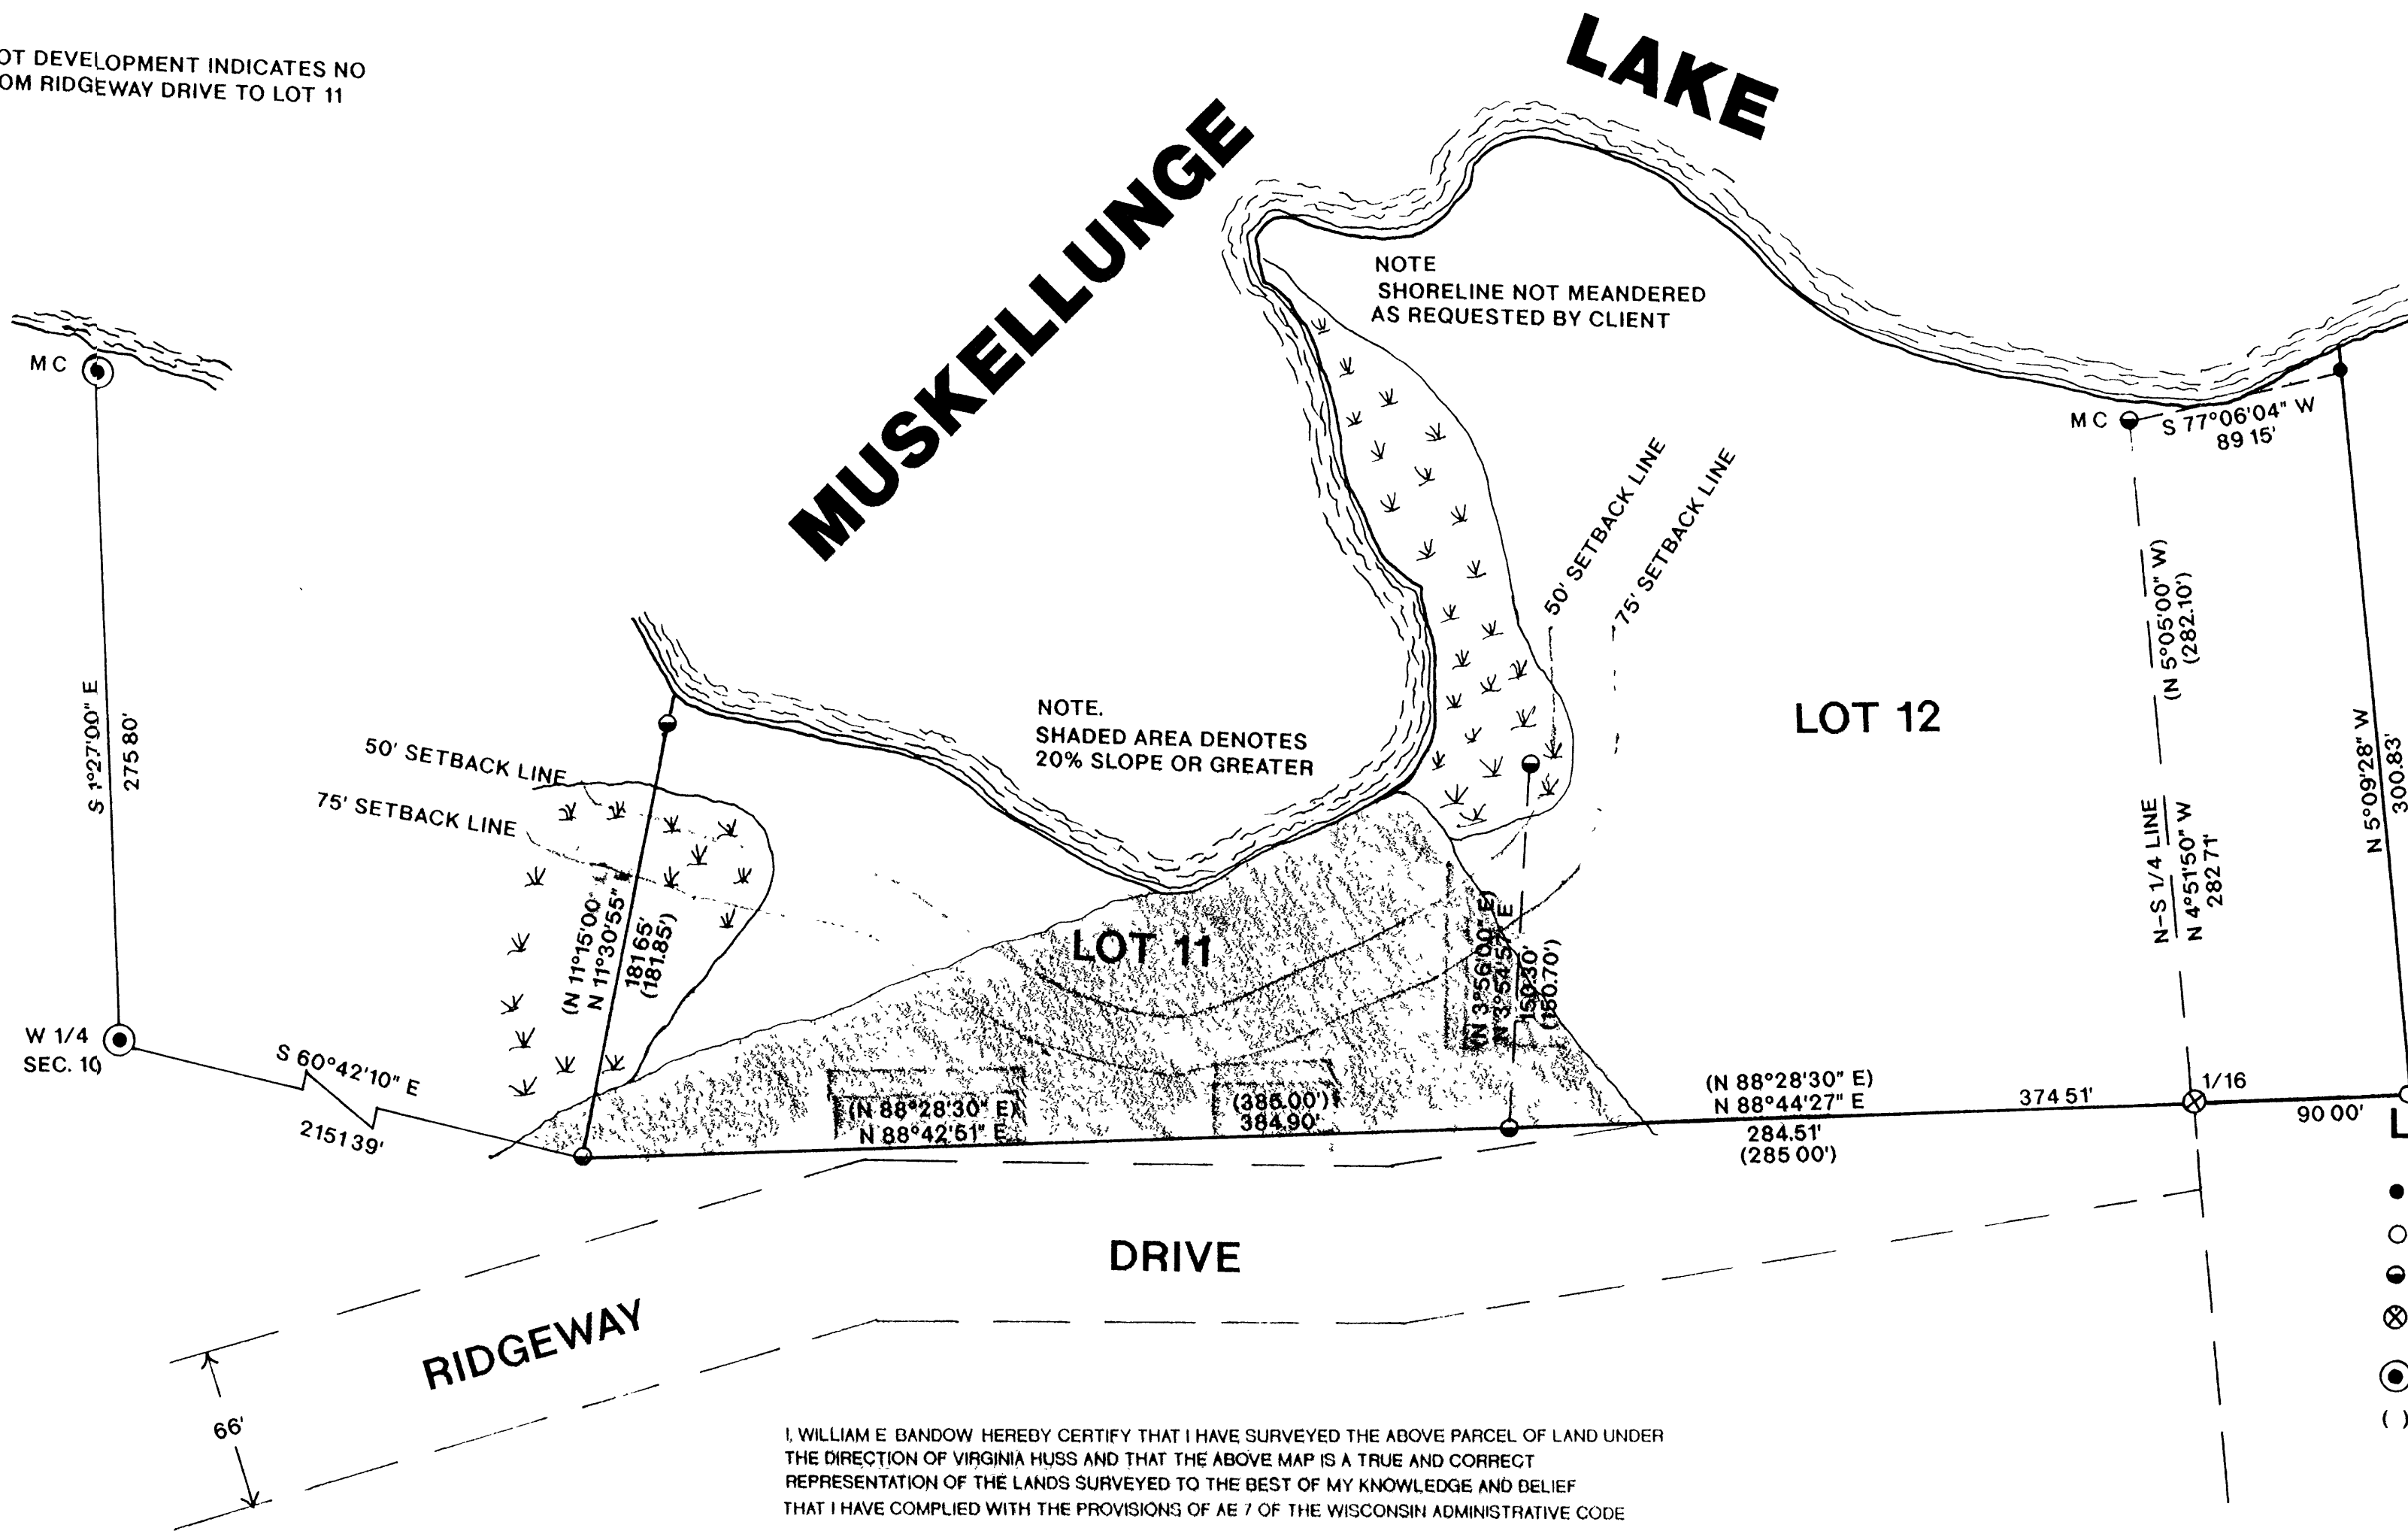 OT DEVELOPMENT INDICATES NO
OM RIDGEWAY DRIVE TO LOT 11
MUSKELLUNGE
LAKE
NOTE
SHORELINE NOT MEANDERED
AS REQUESTED BY CLIENT
M C
S 1°27'00" E
275 80'
W 1/4
SEC. 10
S 60°42'10" E
2151 39'
50' SETBACK LINE
75' SETBACK LINE
(N 11°15'00"
N 11°30'55"
181 65'
(181.85')
NOTE.
SHADED AREA DENOTES
20% SLOPE OR GREATER
LOT 11
50' SETBACK LINE
75' SETBACK LINE
(N 3°56'00" E)
150.30'
(150.70')
LOT 12
M C
S 77°06'04" W
89 15'
(N 5°05'00" W)
(282.10')
N-S 1/4 LINE
N 4°51'50" W
282 71'
N 5°09'28" W
300.83'
(N 88°28'30" E)
N 88°42'51" E
384.90'
(N 88°28'30" E)
N 88°44'27" E
284.51'
(285 00')
374 51'
1/16
90 00'
L
( )
RIDGEWAY
DRIVE
66'
I, WILLIAM E BANDOW HEREBY CERTIFY THAT I HAVE SURVEYED THE ABOVE PARCEL OF LAND UNDER
THE DIRECTION OF VIRGINIA HUSS AND THAT THE ABOVE MAP IS A TRUE AND CORRECT
REPRESENTATION OF THE LANDS SURVEYED TO THE BEST OF MY KNOWLEDGE AND BELIEF
THAT I HAVE COMPLIED WITH THE PROVISIONS OF AE 7 OF THE WISCONSIN ADMINISTRATIVE CODE